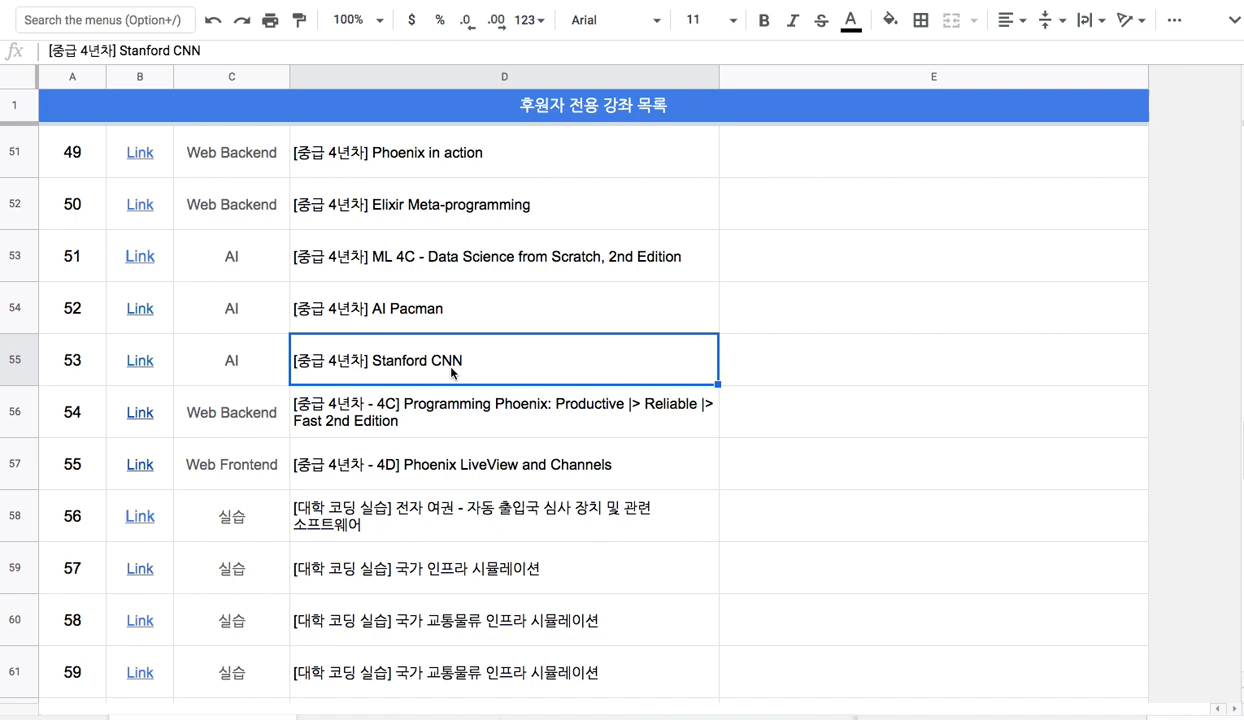 Search the menus (Option+/)
100%
$ % .0 .00 123
Arial
11
B I S A
fx [중급 4년차] Stanford CNN
A B C D E
1 후원자 전용 강좌 목록
51 49 Link Web Backend [중급 4년차] Phoenix in action
52 50 Link Web Backend [중급 4년차] Elixir Meta-programming
53 51 Link AI [중급 4년차] ML 4C - Data Science from Scratch, 2nd Edition
54 52 Link AI [중급 4년차] AI Pacman
55 53 Link AI [중급 4년차] Stanford CNN
56 54 Link Web Backend [중급 4년차 - 4C] Programming Phoenix: Productive |> Reliable |>
Fast 2nd Edition
57 55 Link Web Frontend [중급 4년차 - 4D] Phoenix LiveView and Channels
58 56 Link 실습 [대학 코딩 실습] 전자 여권 - 자동 출입국 심사 장치 및 관련
소프트웨어
59 57 Link 실습 [대학 코딩 실습] 국가 인프라 시뮬레이션
60 58 Link 실습 [대학 코딩 실습] 국가 교통물류 인프라 시뮬레이션
61 59 Link 실습 [대학 코딩 실습] 국가 교통물류 인프라 시뮬레이션